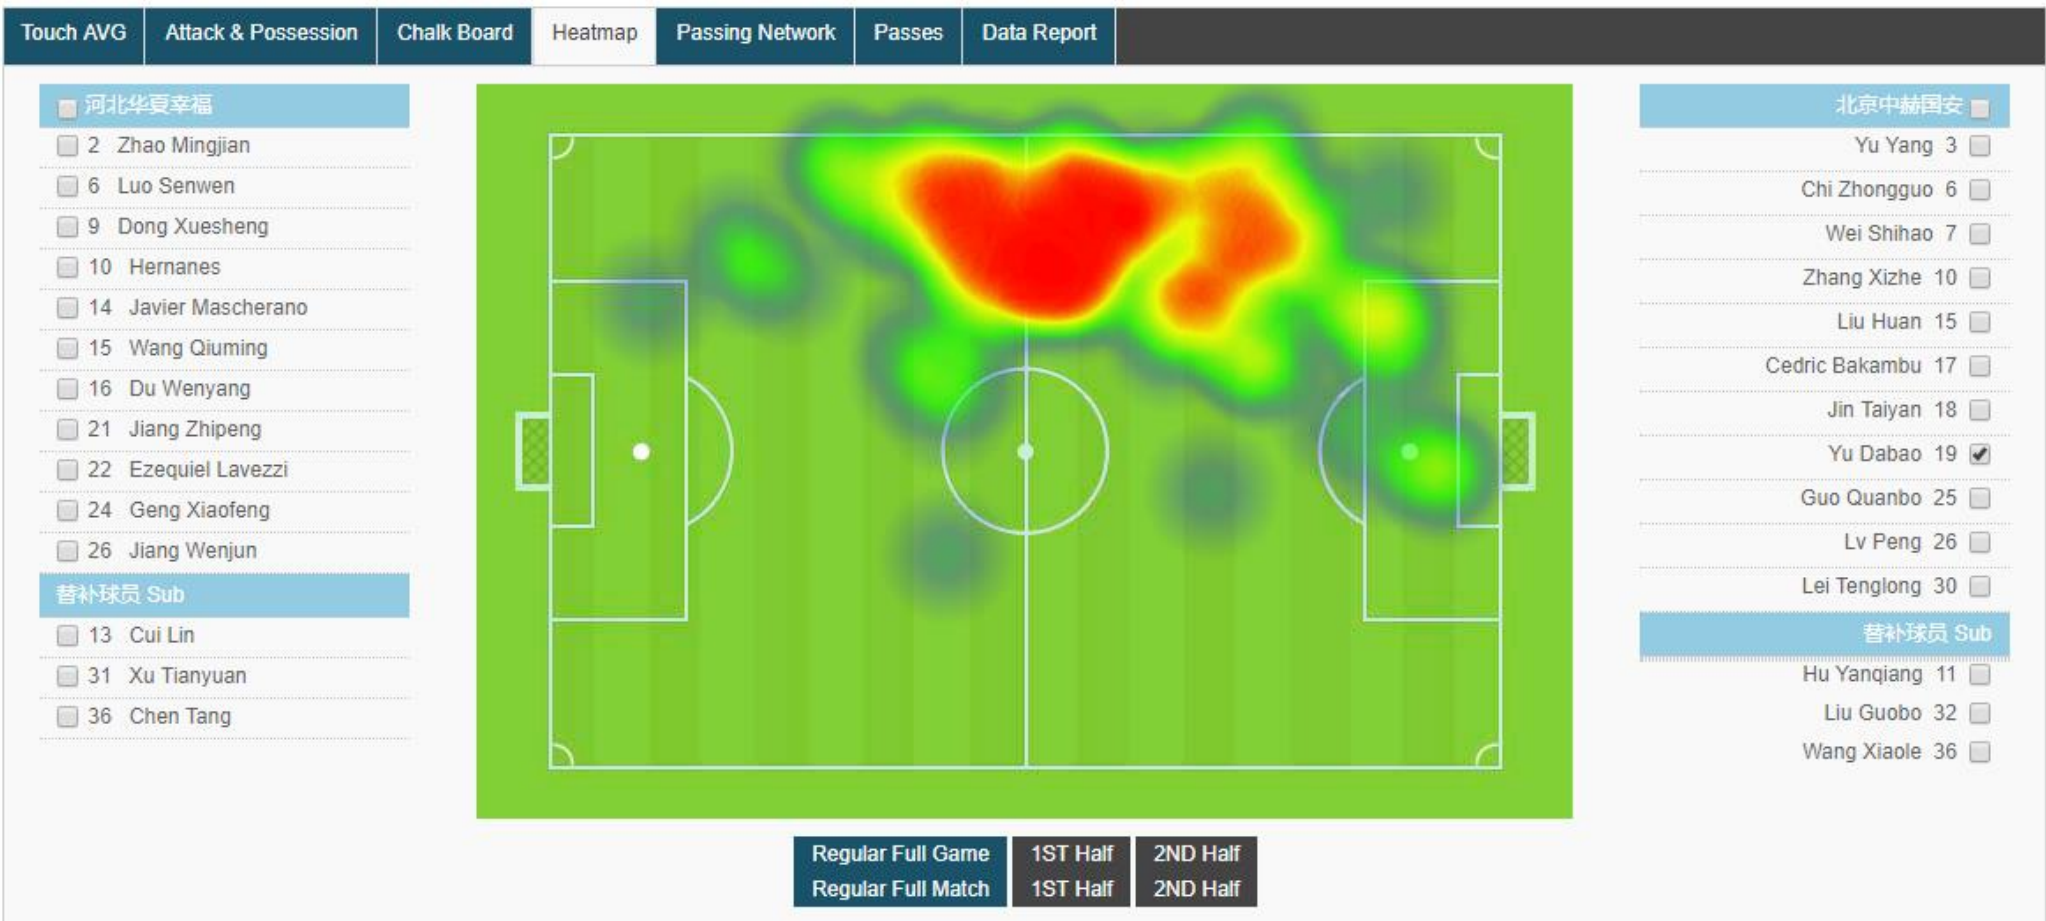 Touch AVG Attack & Possession Chalk Board Heatmap Passing Network Passes Data Report
河北华夏幸福
2 Zhao Mingjian
6 Luo Senwen
9 Dong Xuesheng
10 Hernanes
14 Javier Mascherano
15 Wang Qiuming
16 Du Wenyang
21 Jiang Zhipeng
22 Ezequiel Lavezzi
24 Geng Xiaofeng
26 Jiang Wenjun
替补球员 Sub
13 Cui Lin
31 Xu Tianyuan
36 Chen Tang
北京中赫国安
Yu Yang 3
Chi Zhongguo 6
Wei Shihao 7
Zhang Xizhe 10
Liu Huan 15
Cedric Bakambu 17
Jin Taiyan 18
Yu Dabao 19
Guo Quanbo 25
Lv Peng 26
Lei Tenglong 30
替补球员 Sub
Hu Yanqiang 11
Liu Guobo 32
Wang Xiaole 36
Regular Full Game 1ST Half 2ND Half
Regular Full Match 1ST Half 2ND Half